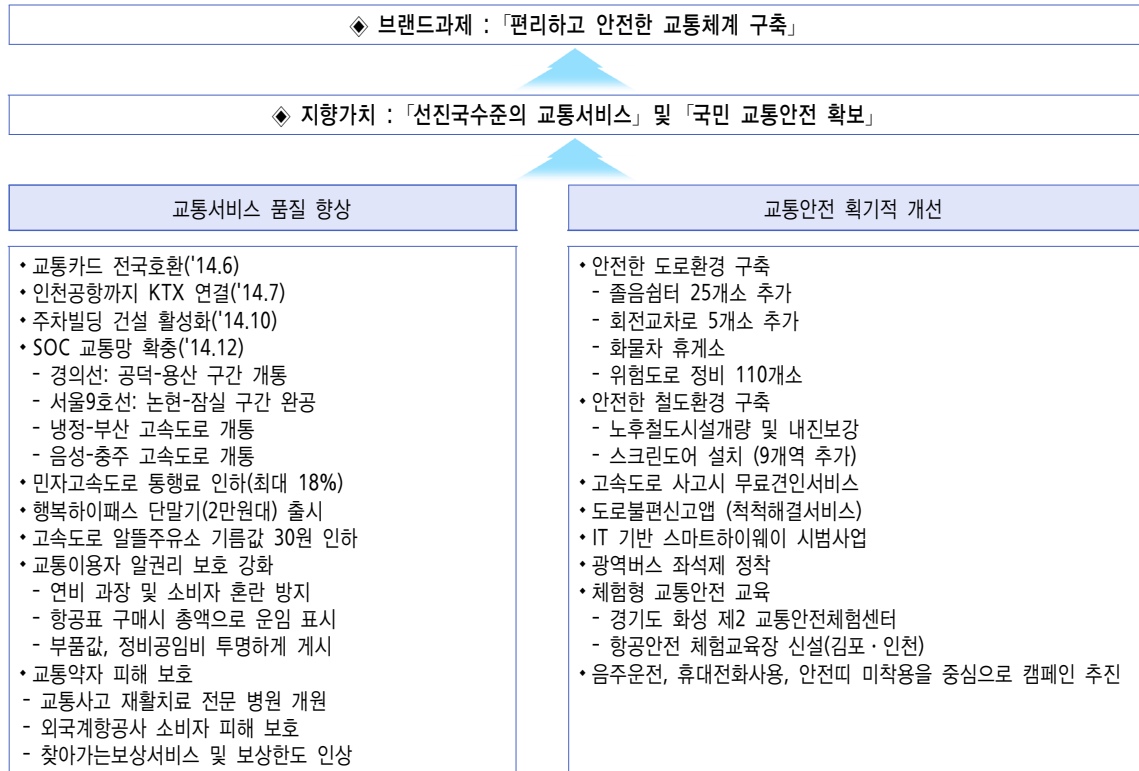 ◈ 브랜드과제 : 「편리하고 안전한 교통체계 구축」
◈ 지향가치 : 「선진국수준의 교통서비스」 및 「국민 교통안전 확보」
교통서비스 품질 향상
•교통카드 전국호환('14.6)
•인천공항까지 KTX 연결('14.7)
•주차빌딩 건설 활성화('14.10)
•SOC 교통망 확충('14.12)
- 경의선: 공덕-용산 구간 개통
- 서울9호선: 논현-잠실 구간 완공
- 냉정-부산 고속도로 개통
- 음성-충주 고속도로 개통
•민자고속도로 통행료 인하(최대 18%)
•행복하이패스 단말기(2만원대) 출시
•고속도로 알뜰주유소 기름값 30원 인하
•교통이용자 알권리 보호 강화
- 연비 과장 및 소비자 혼란 방지
- 항공표 구매시 총액으로 운임 표시
- 부품값, 정비공임비 투명하게 게시
•교통약자 피해 보호
- 교통사고 재활치료 전문 병원 개원
- 외국계항공사 소비자 피해 보호
- 찾아가는보상서비스 및 보상한도 인상
교통안전 획기적 개선
•안전한 도로환경 구축
- 졸음쉼터 25개소 추가
- 회전교차로 5개소 추가
- 화물차 휴게소
- 위험도로 정비 110개소
•안전한 철도환경 구축
- 노후철도시설개량 및 내진보강
- 스크린도어 설치 (9개역 추가)
•고속도로 사고시 무료견인서비스
•도로불편신고앱 (척척해결서비스)
•IT 기반 스마트하이웨이 시범사업
•광역버스 좌석제 정착
•체험형 교통안전 교육
- 경기도 화성 제2 교통안전체험센터
- 항공안전 체험교육장 신설(김포·인천)
•음주운전, 휴대전화사용, 안전띠 미착용을 중심으로 캠페인 추진